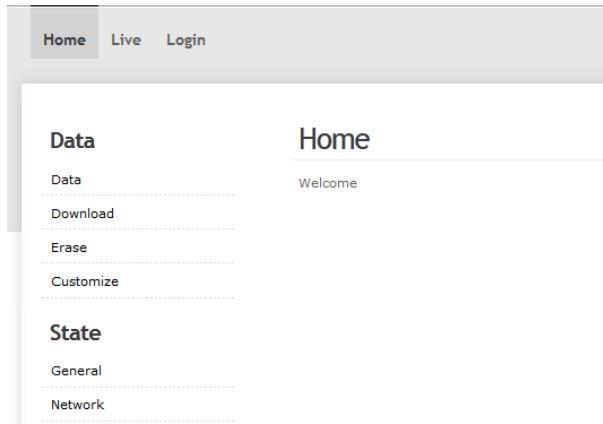 Home Live Login
Data
Data
Download
Erase
Customize
State
General
Network
Home
Welcome